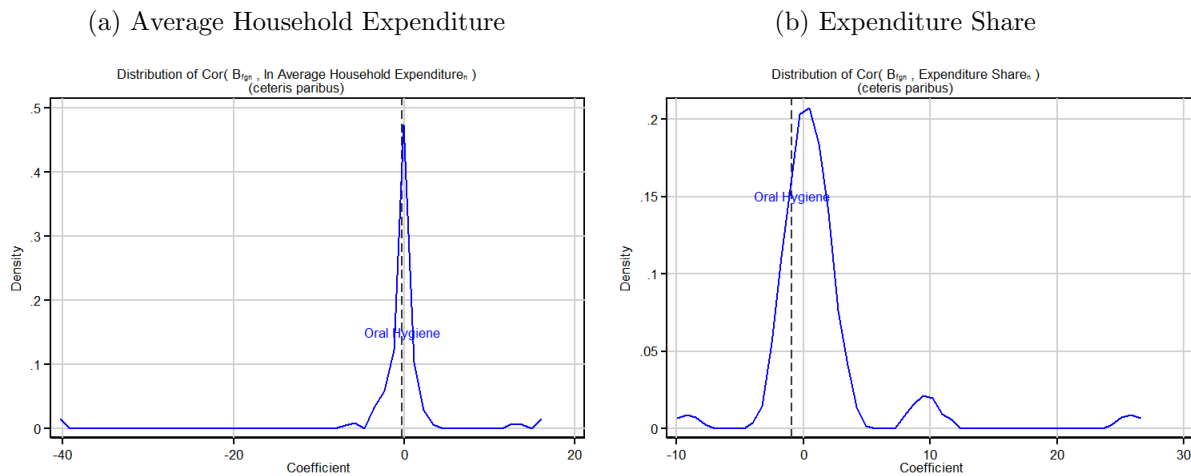 (a) Average Household Expenditure
Distribution of Cor( Bfgn , ln Average Household Expendituren )
(ceteris paribus)
.5
.4
.3
.2
.1
0
Density
Oral Hygiene
-40
-20
0
20
Coefficient
(b) Expenditure Share
Distribution of Cor( Bfgn , Expenditure Sharen )
(ceteris paribus)
.2
.15
.1
.05
0
Density
Oral Hygiene
-10
0
10
20
30
Coefficient